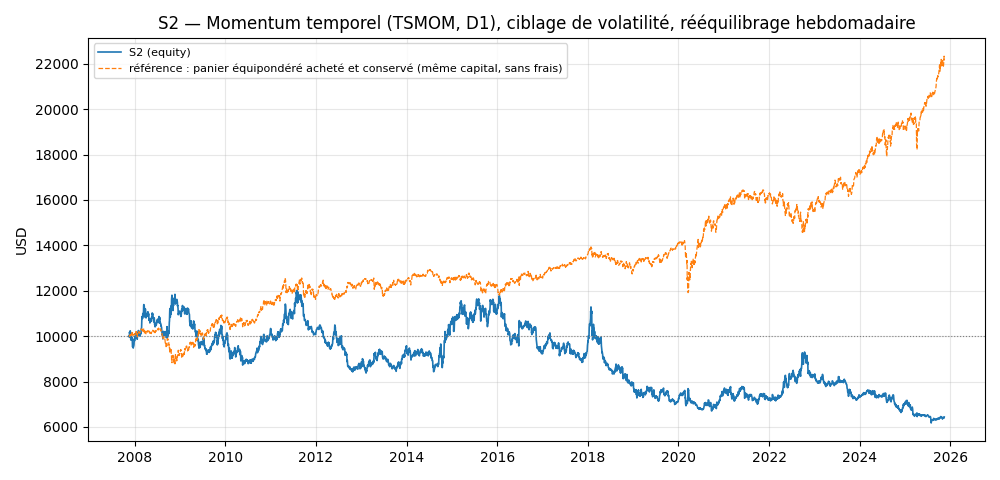 S2 — Momentum temporel (TSMOM, D1), ciblage de volatilité, rééquilibrage hebdomadaire
S2 (equity)
référence : panier équipondéré acheté et conservé (même capital, sans frais)
USD
22000
20000
18000
16000
14000
12000
10000
8000
6000
2008 2010 2012 2014 2016 2018 2020 2022 2024 2026